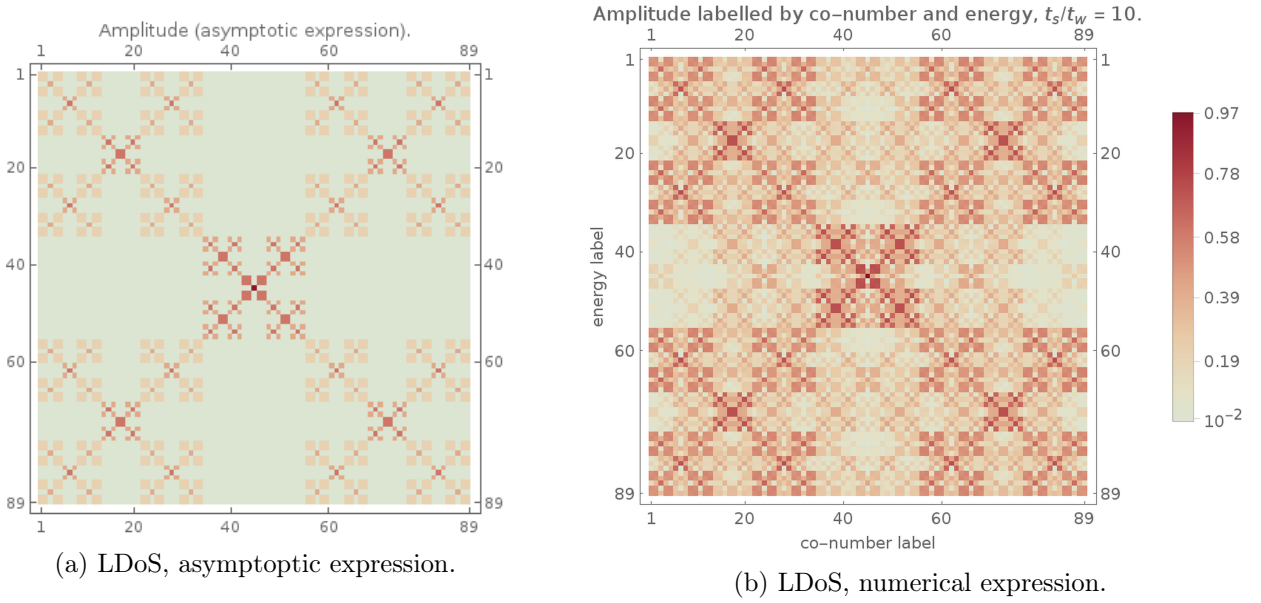 Amplitude (asymptotic expression).
1 20 40 60 89
1 1
20 20
40 40
60 60
89 89
1 20 40 60 89
(a) LDoS, asymptoptic expression.
Amplitude labelled by co-number and energy, ts/tw = 10.
1 20 40 60 89
1 1
20 20
40 40
60 60
89 89
1 20 40 60 89
energy label
co-number label
0.97
0.78
0.58
0.39
0.19
10-2
(b) LDoS, numerical expression.